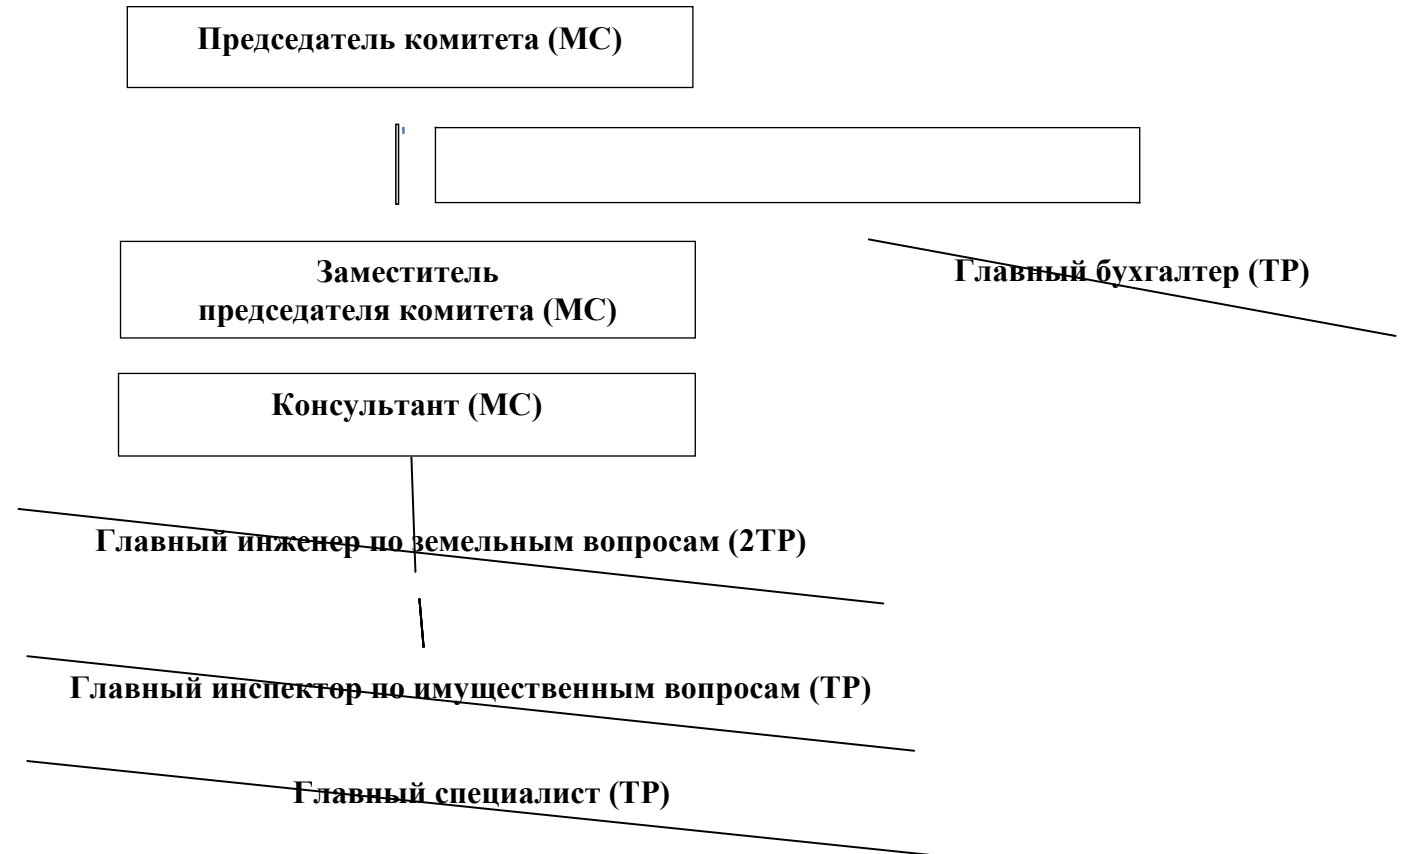 Председатель комитета (МС)
Заместитель
председателя комитета (МС)
Главный бухгалтер (ТР)
Консультант (МС)
Главный инженер по земельным вопросам (2ТР)
Главный инспектор по имущественным вопросам (ТР)
Главный специалист (ТР)